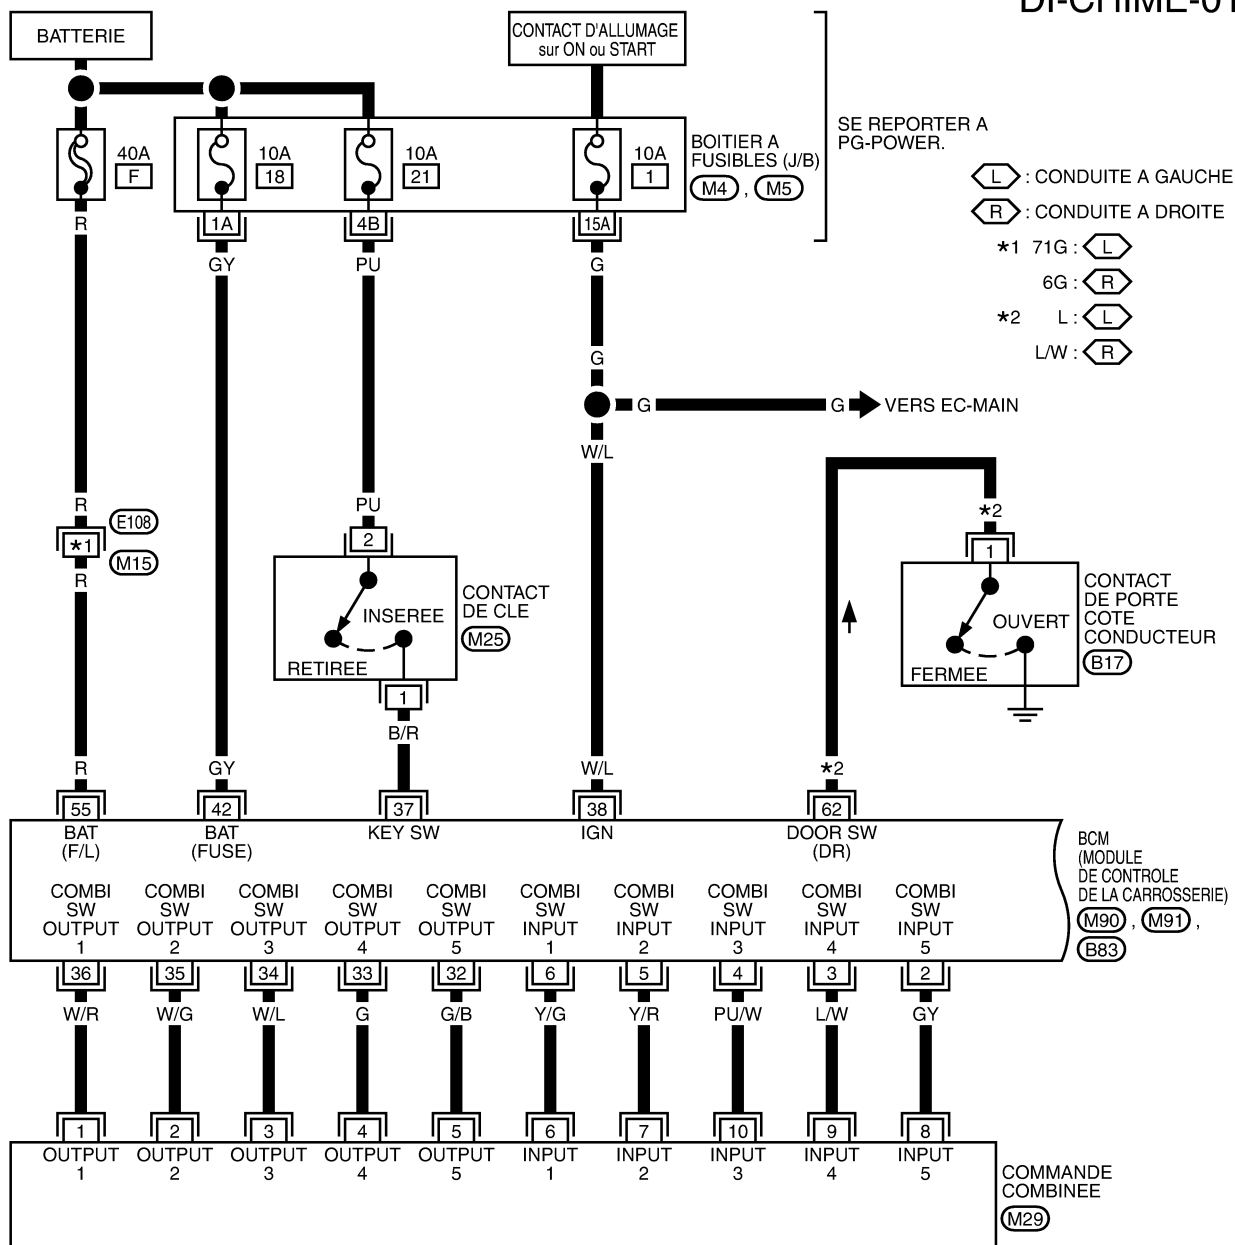 DI-CHIME-01
BATTERIE
CONTACT D'ALLUMAGE
sur ON ou START
40A
F
10A
18
10A
21
10A
1
BOITIER A
FUSIBLES (J/B)
M4 , M5
SE REPORTER A
PG-POWER.
L : CONDUITE A GAUCHE
R : CONDUITE A DROITE
*1 71G : L
6G : R
*2 L : L
L/W : R
1A 4B 15A
R GY PU G
G
G G VERS EC-MAIN
W/L
R PU
*1
E108
M15
R
2
INSEREE
RETIREE
CONTACT
DE CLE
M25
1
B/R
*2
1
OUVERT
FERMEE
CONTACT
DE PORTE
COTE
CONDUCTEUR
B17
R GY W/L *2
55 42 37 38 62
BAT
(F/L)
BAT
(FUSE)
KEY SW
IGN
DOOR SW
(DR)
BCM
(MODULE
DE CONTROLE
DE LA CARROSSERIE)
M90 , M91 ,
B83
COMBI
SW
OUTPUT
1
COMBI
SW
OUTPUT
2
COMBI
SW
OUTPUT
3
COMBI
SW
OUTPUT
4
COMBI
SW
OUTPUT
5
COMBI
SW
INPUT
1
COMBI
SW
INPUT
2
COMBI
SW
INPUT
3
COMBI
SW
INPUT
4
COMBI
SW
INPUT
5
36 35 34 33 32 6 5 4 3 2
W/R W/G W/L G G/B Y/G Y/R PU/W L/W GY
1 2 3 4 5 6 7 10 9 8
OUTPUT
1
OUTPUT
2
OUTPUT
3
OUTPUT
4
OUTPUT
5
INPUT
1
INPUT
2
INPUT
3
INPUT
4
INPUT
5
COMMANDE
COMBINEE
M29